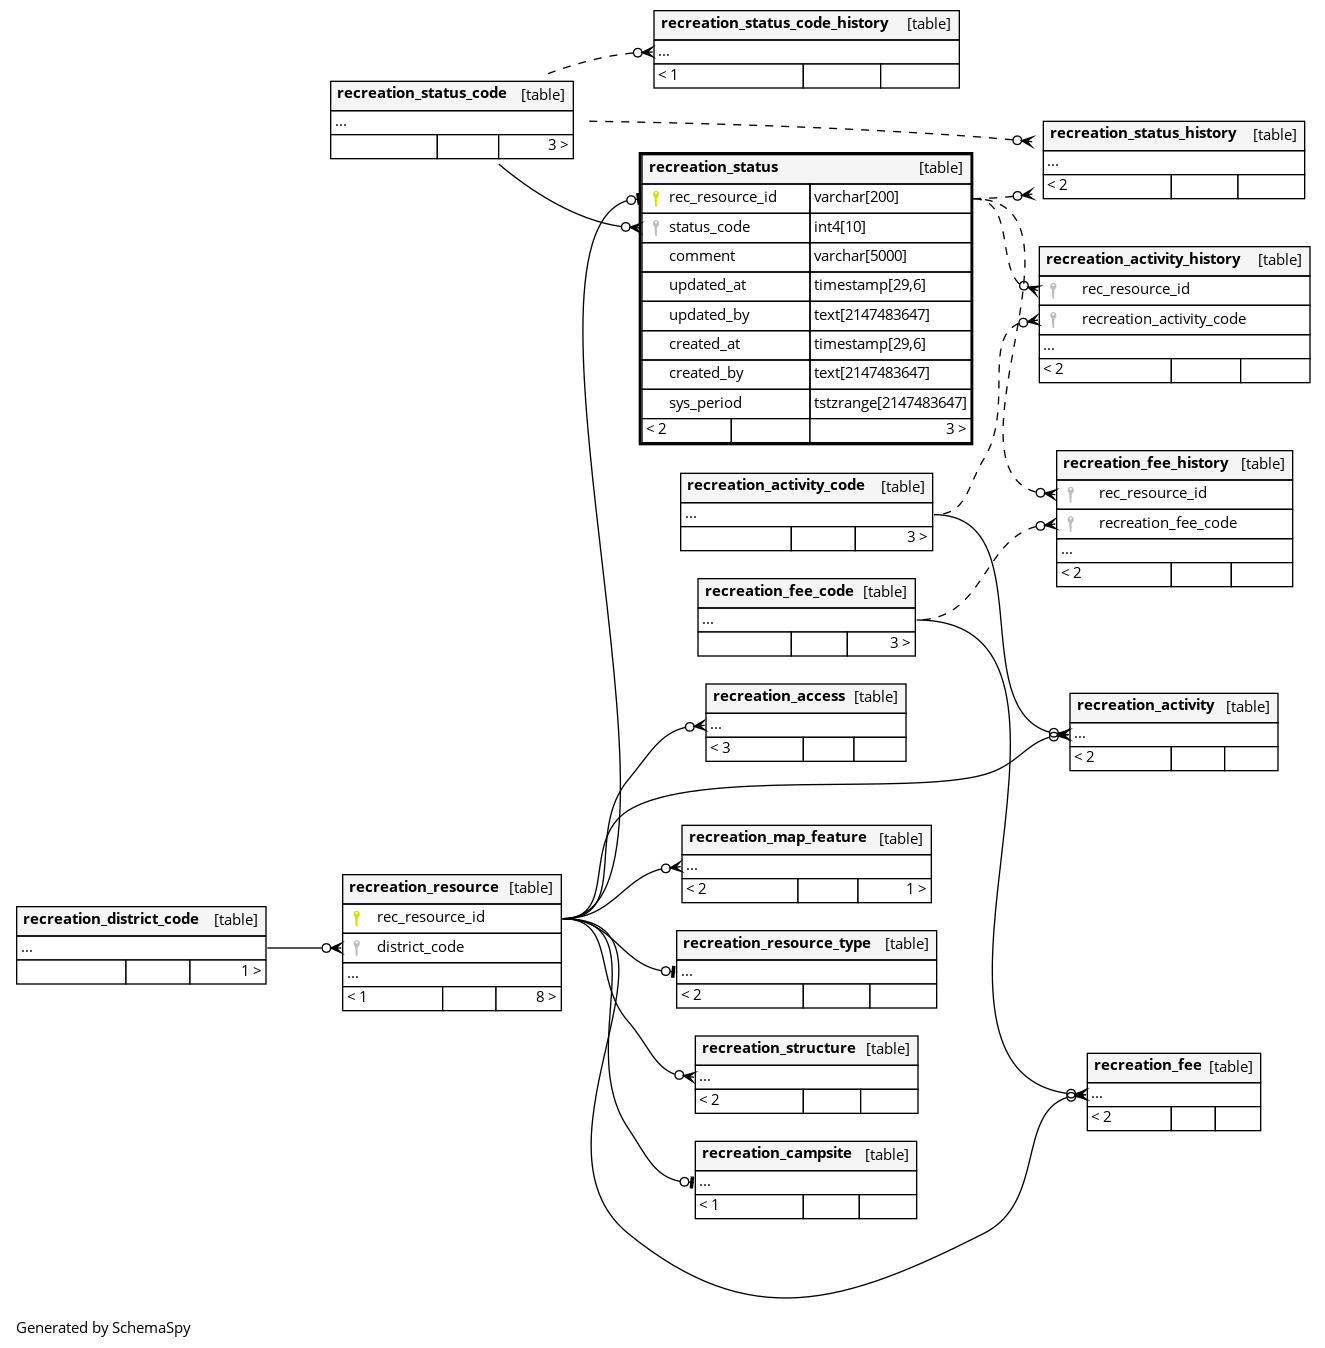 recreation_status_code_history [table]
...
< 1
recreation_status_code [table]
...
3 >
recreation_status_history [table]
...
< 2
recreation_status [table]
rec_resource_id varchar[200]
status_code int4[10]
comment varchar[5000]
updated_at timestamp[29,6]
updated_by text[2147483647]
created_at timestamp[29,6]
created_by text[2147483647]
sys_period tstzrange[2147483647]
< 2 3 >
recreation_activity_history [table]
rec_resource_id
recreation_activity_code
...
< 2
recreation_fee_history [table]
rec_resource_id
recreation_fee_code
...
< 2
recreation_activity_code [table]
...
3 >
recreation_fee_code [table]
...
3 >
recreation_access [table]
...
< 3
recreation_activity [table]
...
< 2
recreation_map_feature [table]
...
< 2 1 >
recreation_resource [table]
rec_resource_id
district_code
...
< 1 8 >
recreation_district_code [table]
...
1 >
recreation_resource_type [table]
...
< 2
recreation_structure [table]
...
< 2
recreation_fee [table]
...
< 2
recreation_campsite [table]
...
< 1
Generated by SchemaSpy